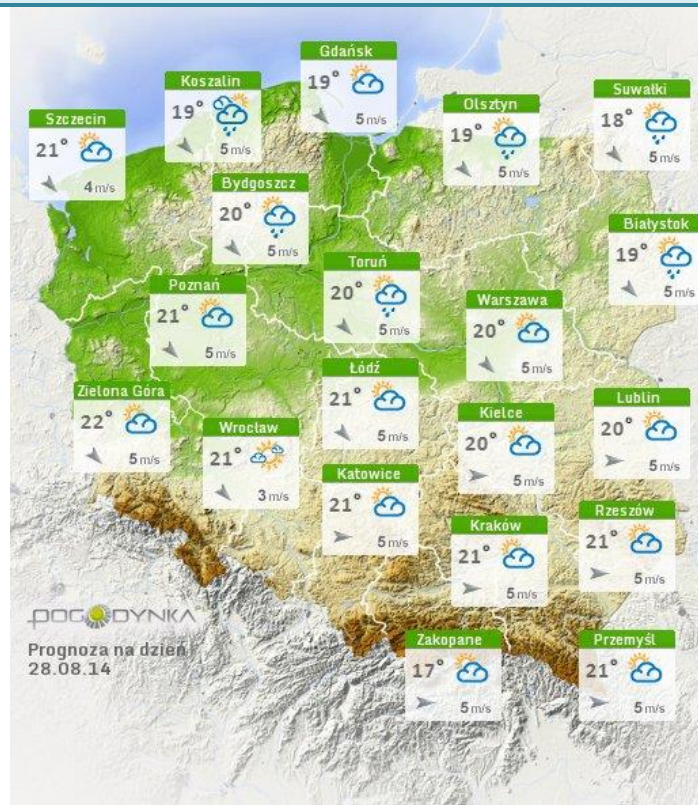 Gdańsk
19°
5 m/s
Koszalin
19°
5 m/s
Szczecin
21°
4 m/s
Olsztyn
19°
5 m/s
Suwałki
18°
5 m/s
Bydgoszcz
20°
5 m/s
Białystok
19°
5 m/s
Toruń
20°
5 m/s
Poznań
21°
5 m/s
Warszawa
20°
5 m/s
Łódź
21°
5 m/s
Zielona Góra
22°
5 m/s
Wrocław
21°
3 m/s
Kielce
20°
5 m/s
Lublin
20°
5 m/s
Katowice
21°
5 m/s
Kraków
21°
5 m/s
Rzeszów
21°
5 m/s
POGODYNKA
Prognoza na dzień
28.08.14
Zakopane
17°
5 m/s
Przemyśl
21°
5 m/s